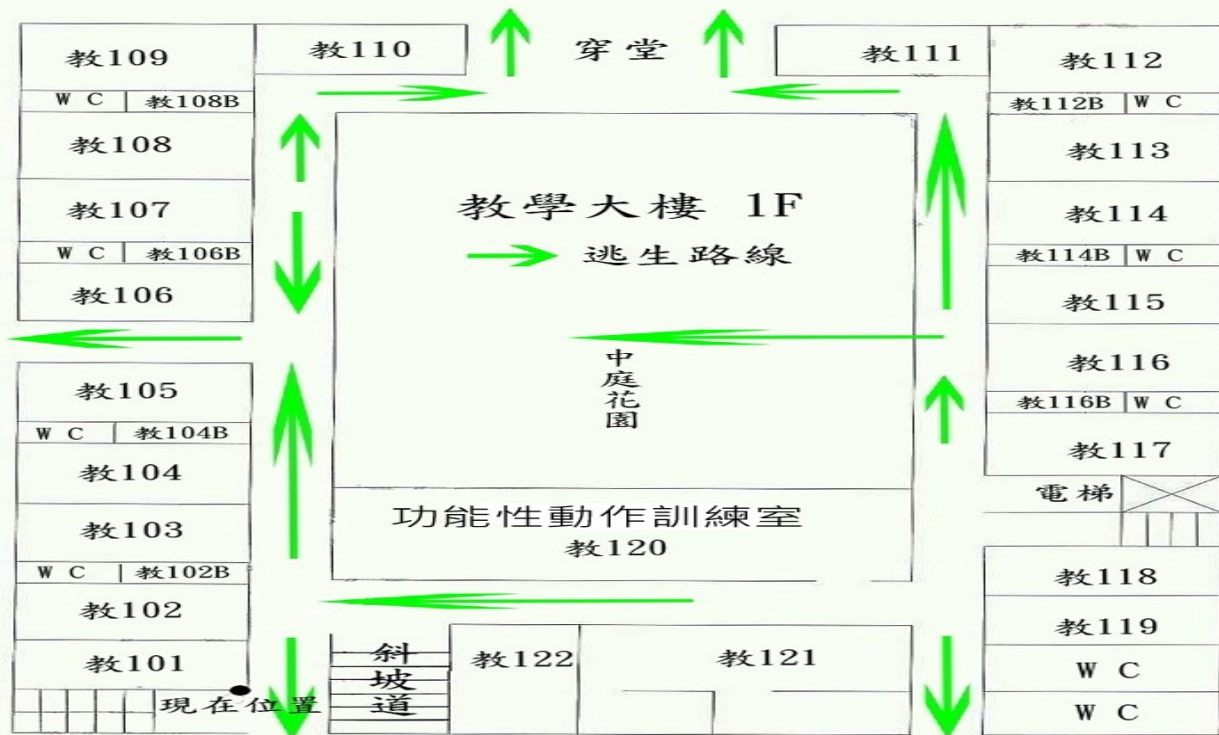 教109
教110
穿堂
教111
教112
W C
教108B
教112B
W C
教108
教113
教107
教學大樓 1F
教114
W C
教106B
逃生路線
教114B
W C
教106
教115
中庭花園
教116
教105
教116B
W C
W C
教104B
教117
教104
電梯
教103
功能性動作訓練室
教120
W C
教102B
教118
教102
教119
教101
斜坡道
教122
教121
W C
現在位置
W C